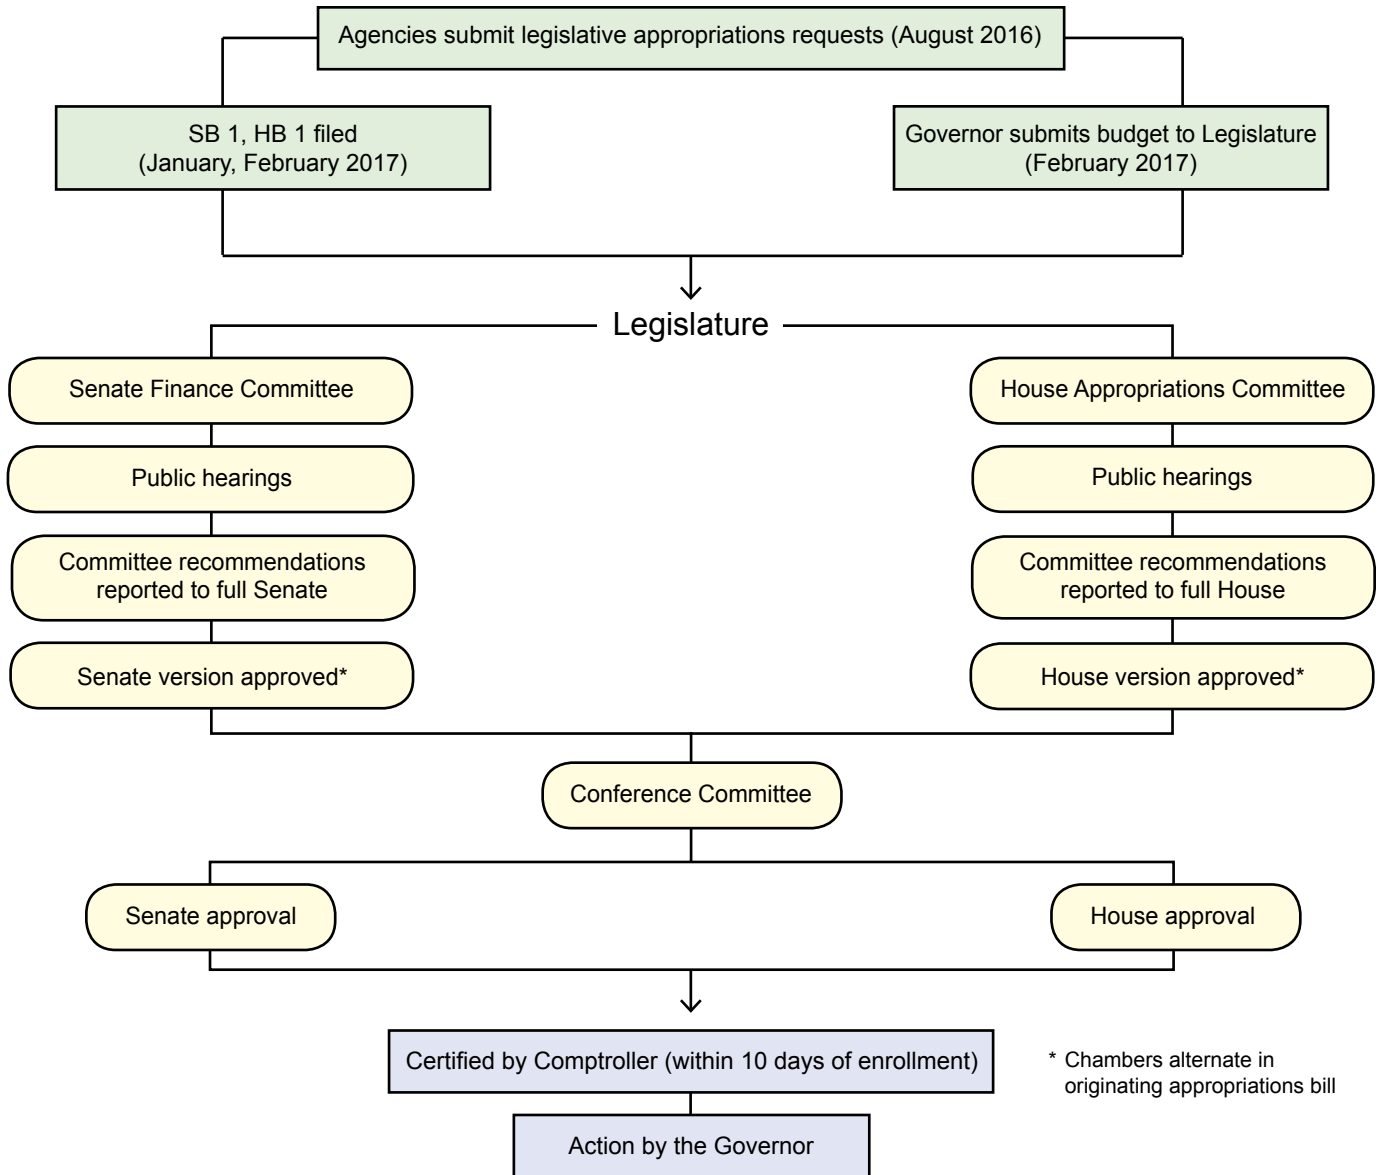 Agencies submit legislative appropriations requests (August 2016)
SB 1, HB 1 filed
(January, February 2017)
Governor submits budget to Legislature
(February 2017)
Legislature
Senate Finance Committee
House Appropriations Committee
Public hearings
Public hearings
Committee recommendations
reported to full Senate
Committee recommendations
reported to full House
Senate version approved*
House version approved*
Conference Committee
Senate approval
House approval
Certified by Comptroller (within 10 days of enrollment)
* Chambers alternate in
originating appropriations bill
Action by the Governor